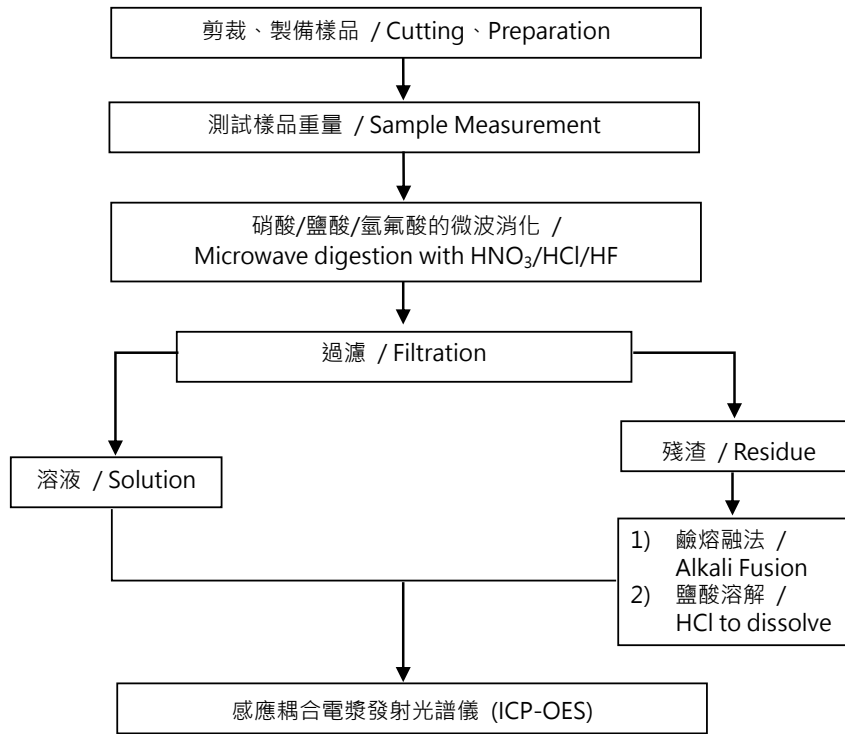 剪裁、製備樣品 / Cutting、Preparation
測試樣品重量 / Sample Measurement
硝酸/鹽酸/氫氟酸的微波消化 /
Microwave digestion with HNO₃/HCl/HF
過濾 / Filtration
溶液 / Solution
殘渣 / Residue
1) 鹼熔融法 /
Alkali Fusion
2) 鹽酸溶解 /
HCl to dissolve
感應耦合電漿發射光譜儀 (ICP-OES)